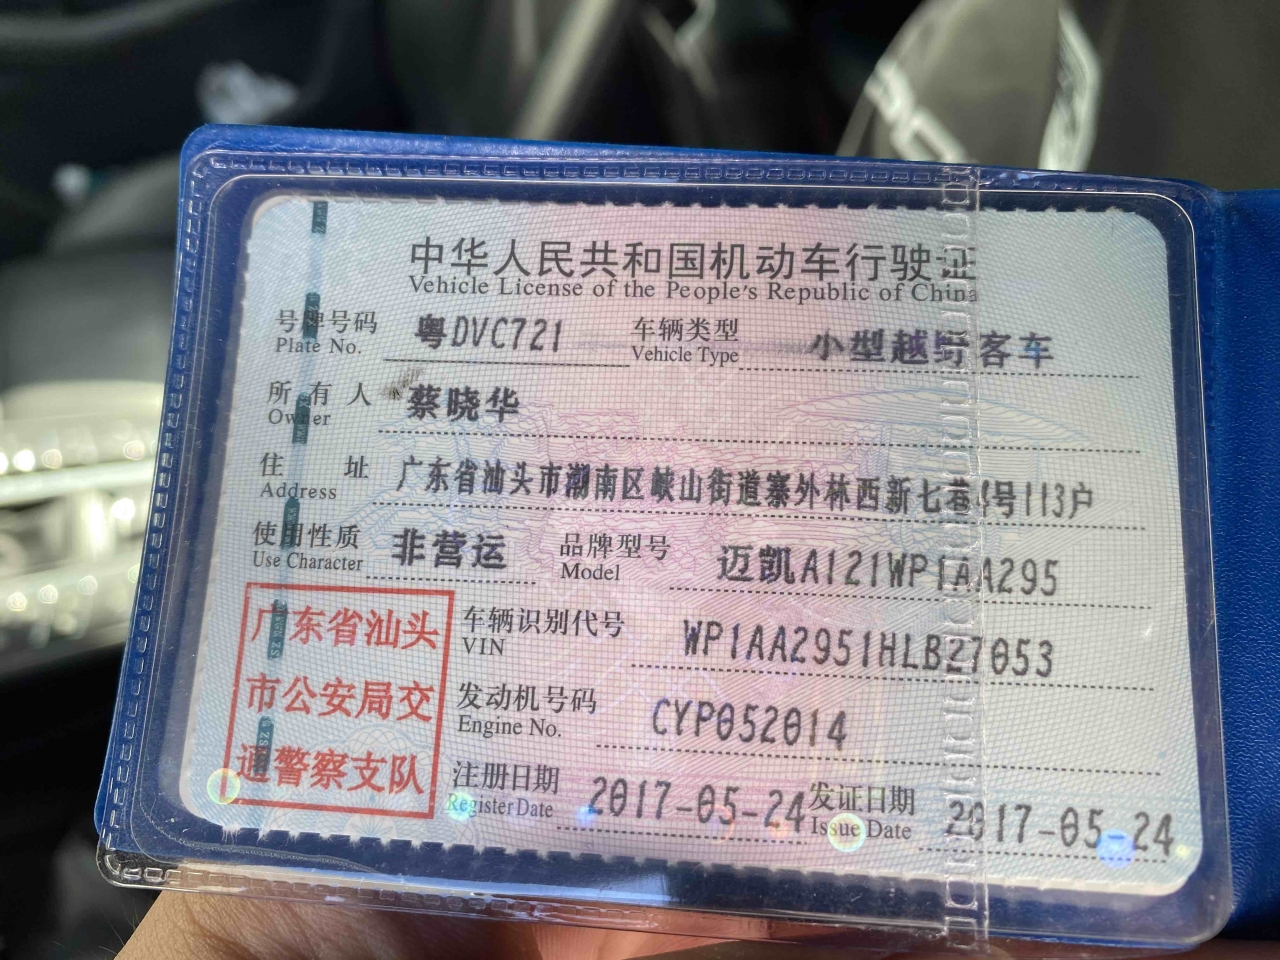 中华人民共和国机动车行驶证
Vehicle License of the People's Republic of China
号牌号码 粤DVC721 车辆类型 小型越野客车
Plate No. Vehicle Type
所有人 蔡晓华
Owner
住址 广东省汕头市潮南区峡山街道寨外林西新七巷4号113户
Address
使用性质 非营运 品牌型号 迈凯A121WP1AA295
Use Character Model
车辆识别代号 WP1AA2951HLB27053
VIN
发动机号码 CYP052014
Engine No.
注册日期 2017-05-24 发证日期 2017-05-24
Register Date Issue Date
广东省汕头
市公安局交
通警察支队